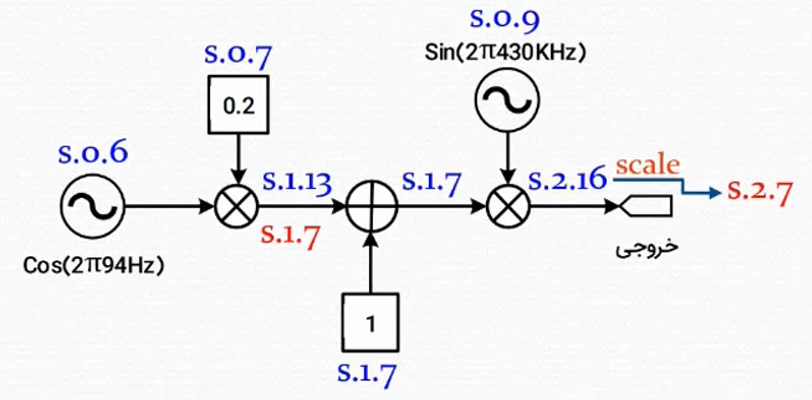 s.0.9
Sin(2π430KHz)
s.0.7
0.2
s.0.6
s.1.13
s.1.7
s.2.16
scale
s.2.7
s.1.7
خروجی
Cos(2π94Hz)
1
s.1.7